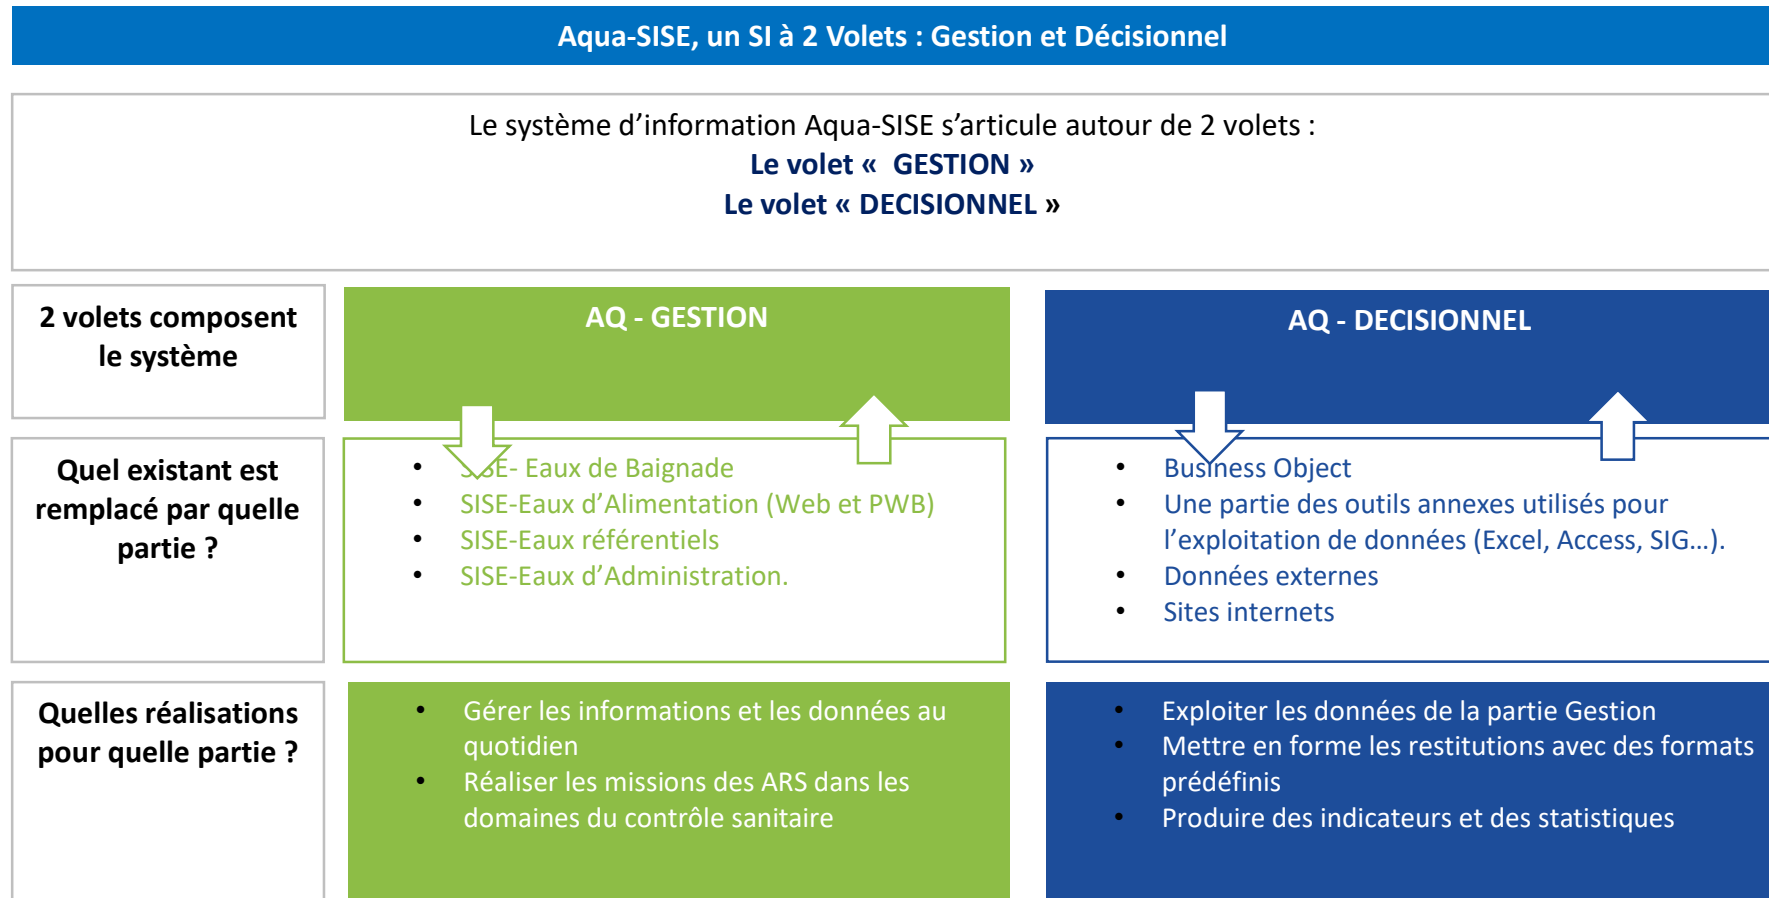 Aqua-SISE, un SI à 2 Volets : Gestion et Décisionnel
Le système d’information Aqua-SISE s’articule autour de 2 volets :
Le volet «  GESTION »
Le volet « DECISIONNEL »
2 volets composent
le système
AQ - GESTION
AQ - DECISIONNEL
Quel existant est
remplacé par quelle
partie ?
• SISE- Eaux de Baignade
• SISE-Eaux d’Alimentation (Web et PWB)
• SISE-Eaux référentiels
• SISE-Eaux d’Administration.
• Business Object
• Une partie des outils annexes utilisés pour
l’exploitation de données (Excel, Access, SIG…).
• Données externes
• Sites internets
Quelles réalisations
pour quelle partie ?
• Gérer les informations et les données au
quotidien
• Réaliser les missions des ARS dans les
domaines du contrôle sanitaire
• Exploiter les données de la partie Gestion
• Mettre en forme les restitutions avec des formats
prédéfinis
• Produire des indicateurs et des statistiques